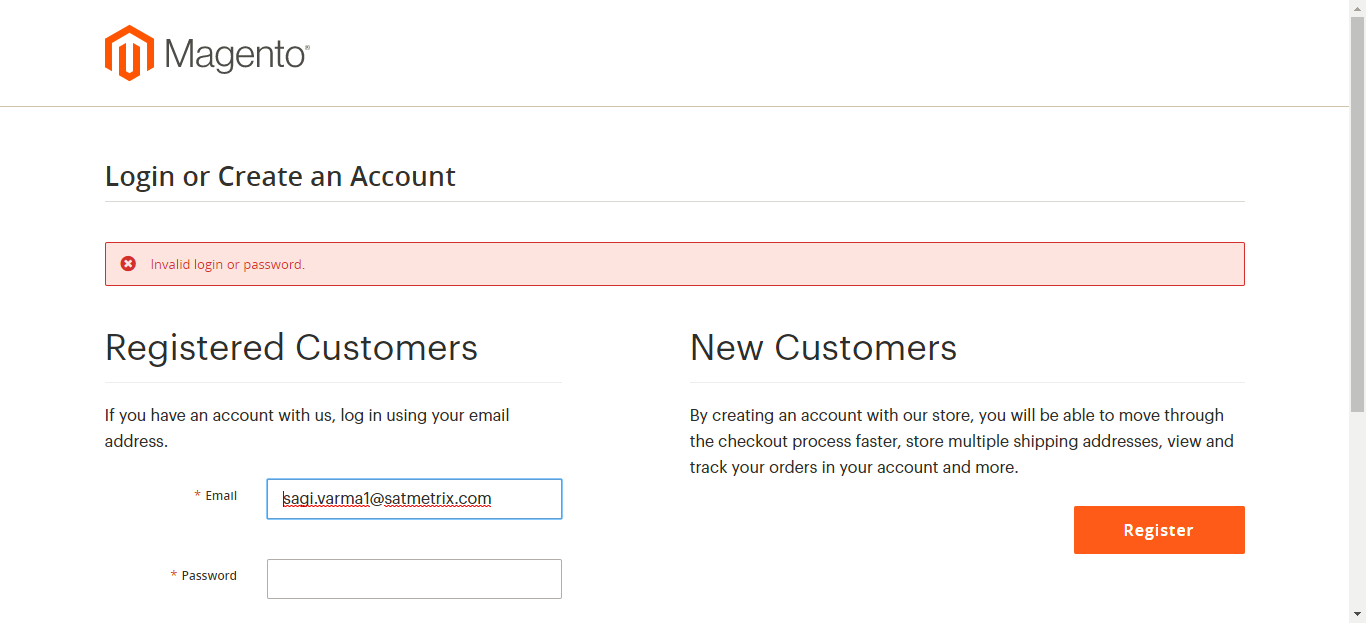 Magento®
Login or Create an Account
Invalid login or password.
Registered Customers
If you have an account with us, log in using your email
address.
* Email
sagi.varma1@satmetrix.com
* Password
New Customers
By creating an account with our store, you will be able to move through
the checkout process faster, store multiple shipping addresses, view and
track your orders in your account and more.
Register